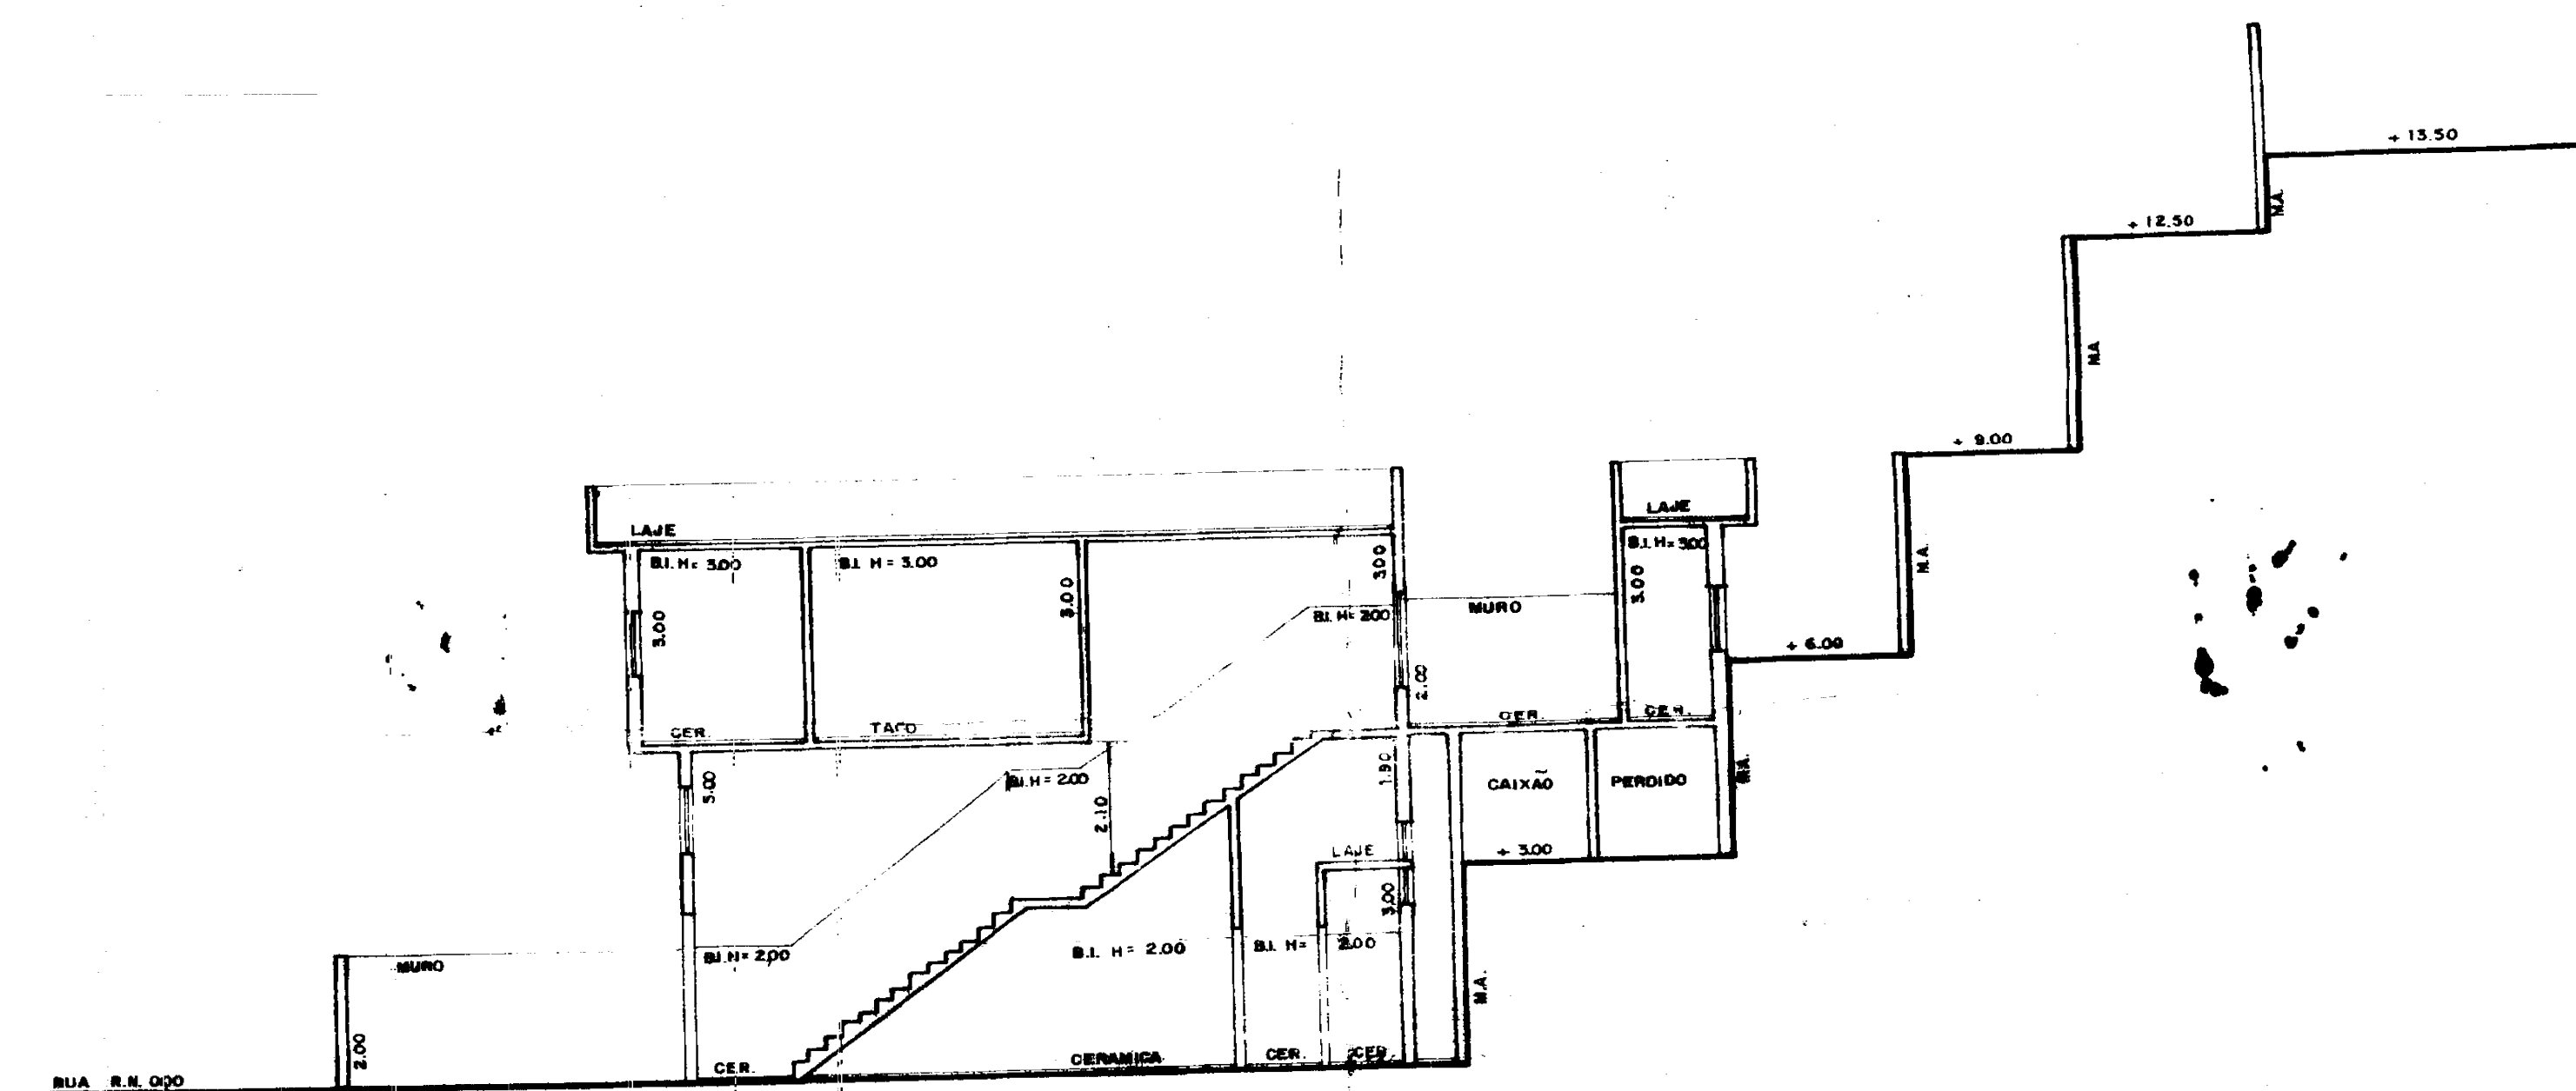 + 13.50
M.A.
+ 12.50
M.A
+ 9.00
M.A.
LAJE
LAJE
B.I. H= 3.00
B.I. H= 3.00
3.00
B.I. H= 3.00
3.00
3.00
3.00
MURO
B.I. H= 2.00
3.00
+ 6.00
2.00
CER.
TACO
CER.
CER.
3.00
B.I. H= 2.00
1.90
CAIXÃO
PERDIDO
M.A.
2.10
LAJE
+ 3.00
3.00
B.I. H= 2.00
B.I. H= 2.00
B.I. H= 2.00
MURO
M.A.
2.00
CER.
CERAMICA
CER.
CER.
RUA R.N. 0.00